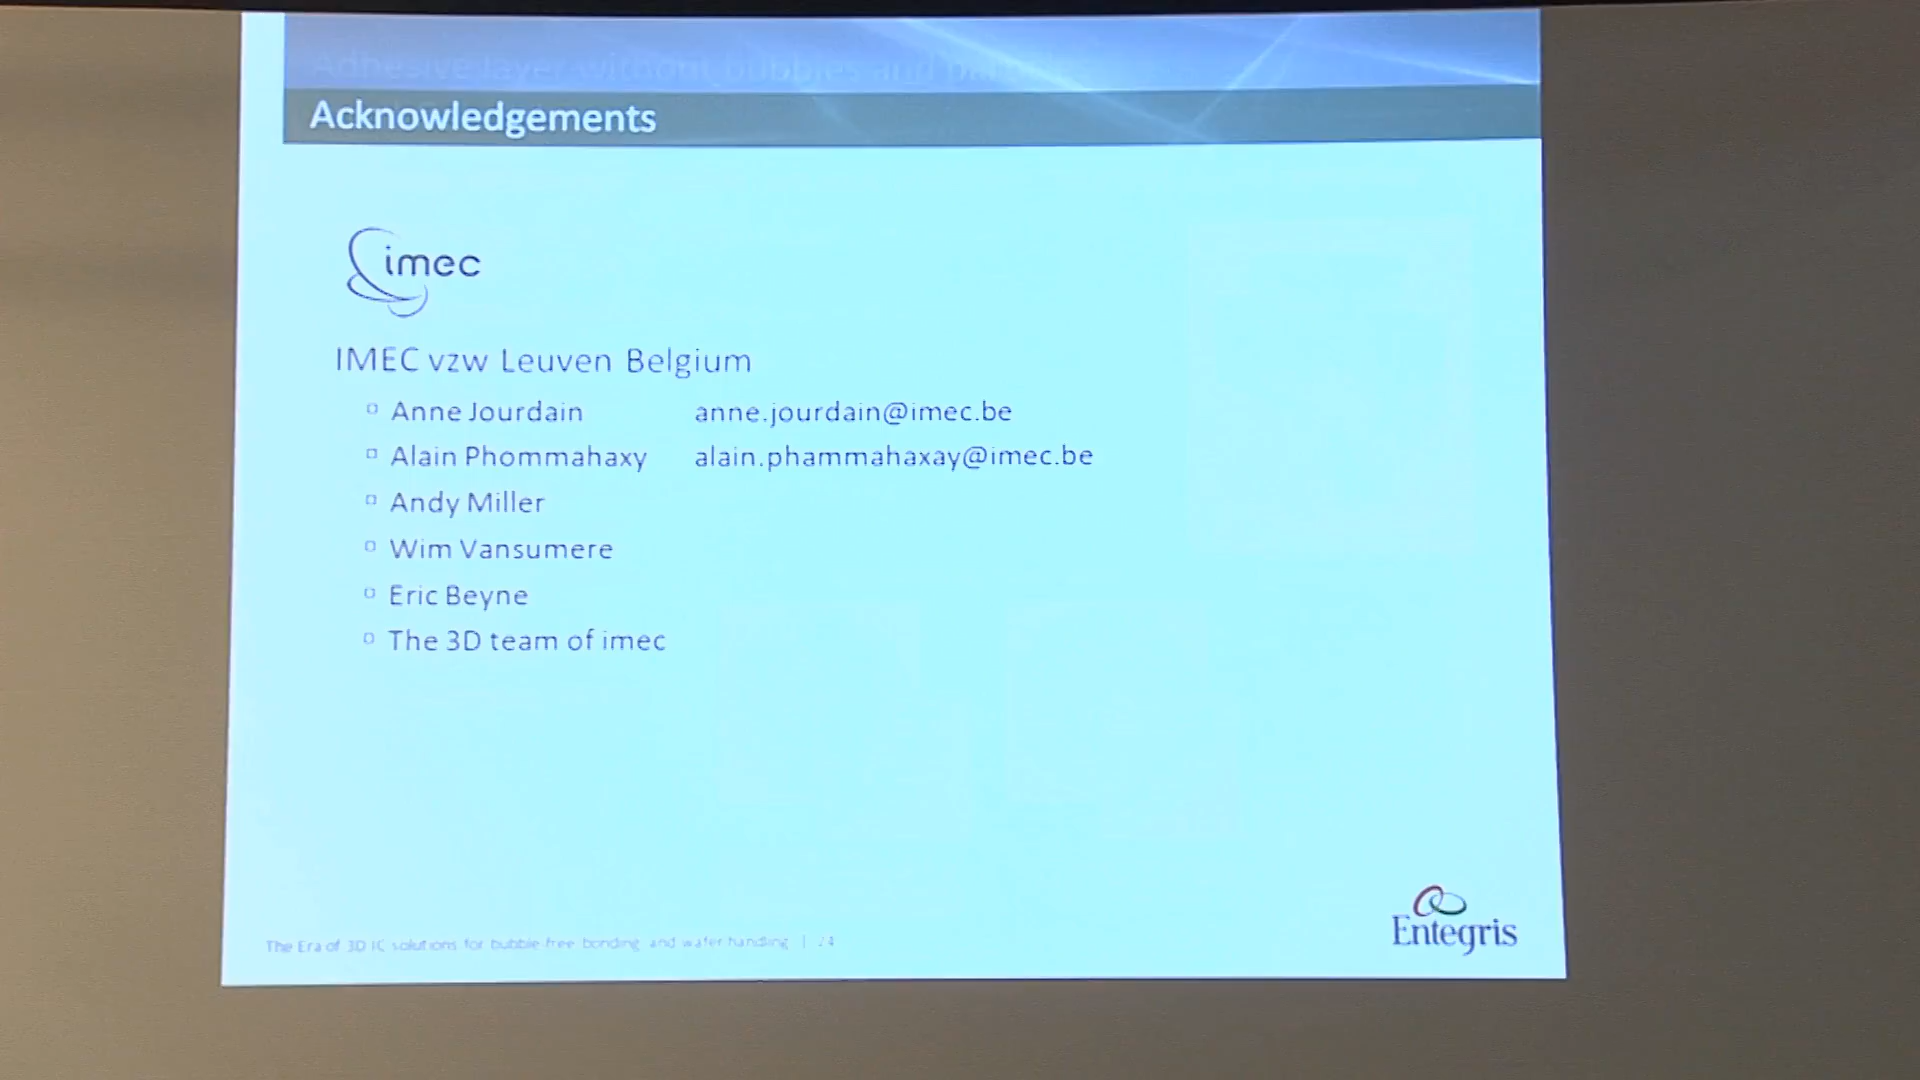 Adhesive layer without bubbles and
Acknowledgements
imec
IMEC vzw Leuven Belgium
Anne Jourdain anne.jourdain@imec.be
Alain Phommahaxy alain.phammahaxay@imec.be
Andy Miller
Wim Vansumere
Eric Beyne
The 3D team of imec
The Era of 3D IC solutions for bubble free bonding and wafer handling | 24
Entegris